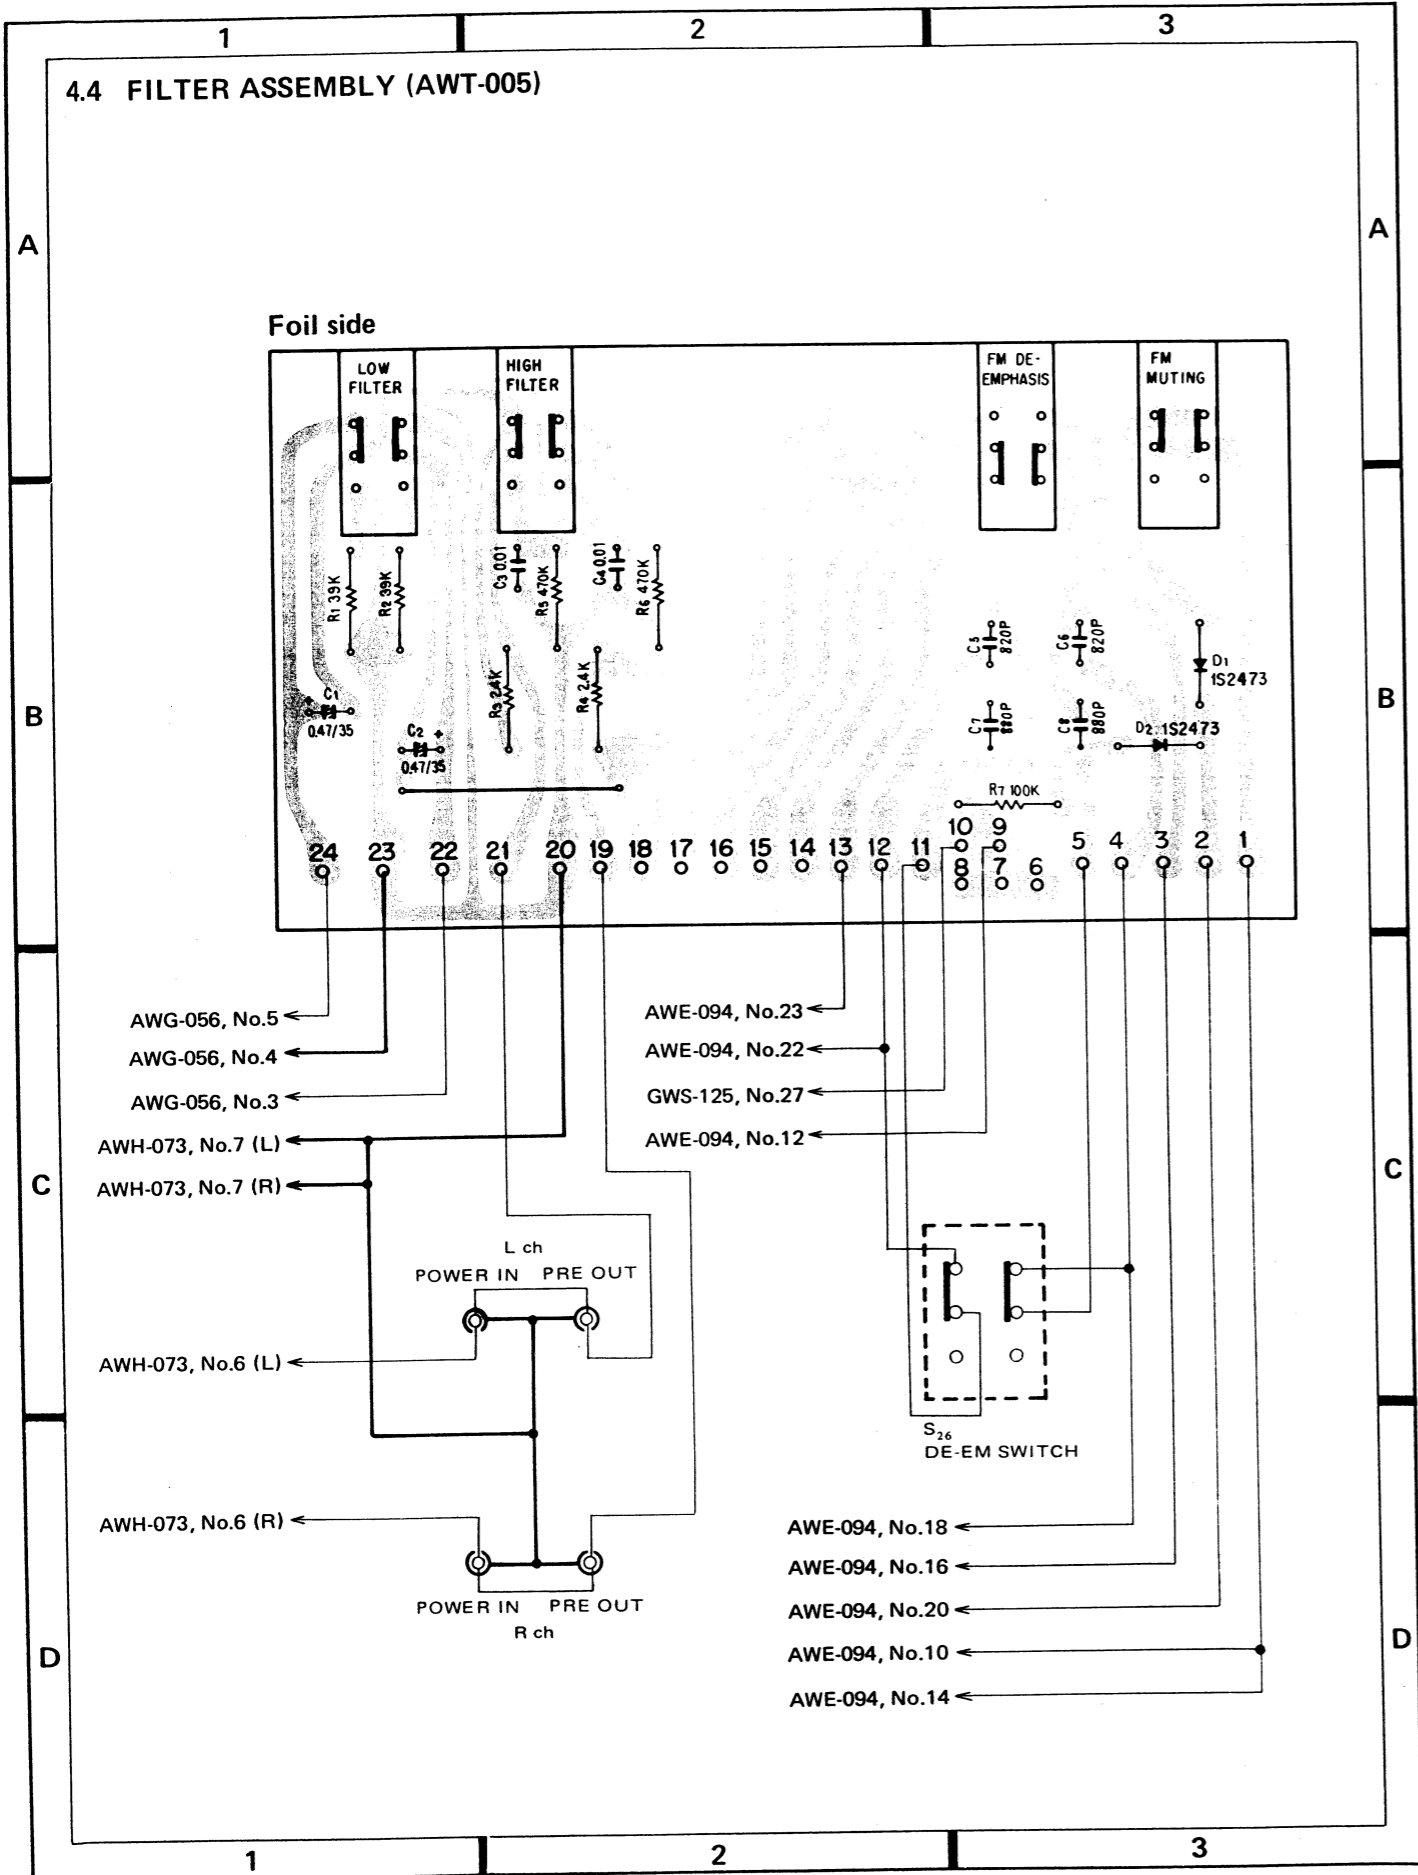 1
2
3
4.4 FILTER ASSEMBLY (AWT-005)
A
A
Foil side
LOW
FILTER
HIGH
FILTER
FM DE-
EMPHASIS
FM
MUTING
R1 39K
R2 39K
C3 0.01
R5 470K
C4 0.01
R6 470K
R3 2.4K
R4 2.4K
C5
820P
C6
820P
D1
1S2473
B
B
+
C1
0.47/35
C2
+
0.47/35
C7
880P
C8
880P
D2:1S2473
R7 100K
24
23
22
21
20
19
18
17
16
15
14
13
12
11
10
9
8
7
6
5
4
3
2
1
AWG-056, No.5
AWG-056, No.4
AWG-056, No.3
AWH-073, No.7 (L)
AWH-073, No.7 (R)
AWE-094, No.23
AWE-094, No.22
GWS-125, No.27
AWE-094, No.12
C
C
L ch
POWER IN PRE OUT
AWH-073, No.6 (L)
S26
DE-EM SWITCH
AWH-073, No.6 (R)
POWER IN PRE OUT
R ch
AWE-094, No.18
AWE-094, No.16
AWE-094, No.20
AWE-094, No.10
AWE-094, No.14
D
D
1
2
3